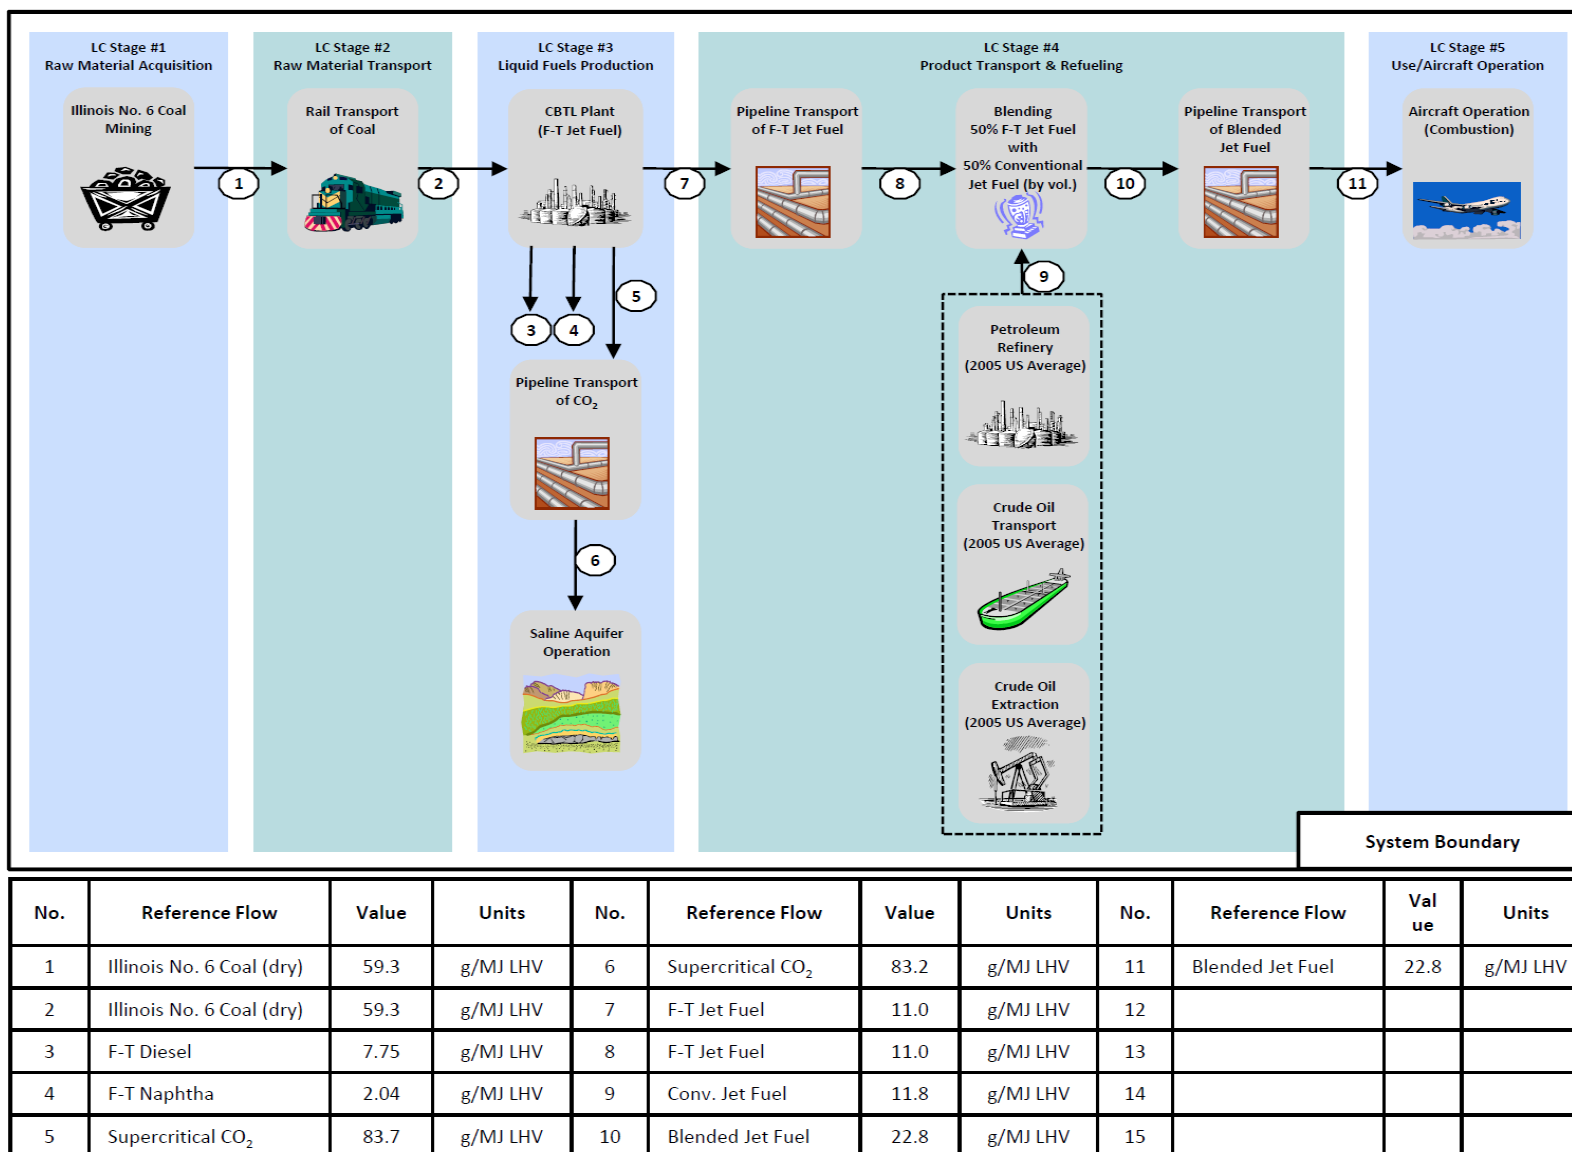 LC Stage #1
Raw Material Acquisition
LC Stage #2
Raw Material Transport
LC Stage #3
Liquid Fuels Production
LC Stage #4
Product Transport & Refueling
LC Stage #5
Use/Aircraft Operation
Illinois No. 6 Coal
Mining
Rail Transport
of Coal
CBTL Plant
(F-T Jet Fuel)
Pipeline Transport
of F-T Jet Fuel
Blending
50% F-T Jet Fuel
with
50% Conventional
Jet Fuel (by vol.)
Pipeline Transport
of Blended
Jet Fuel
Aircraft Operation
(Combustion)
1
2
7
8
10
11
9
5
3
4
Petroleum
Refinery
(2005 US Average)
Pipeline Transport
of CO₂
Crude Oil
Transport
(2005 US Average)
6
Saline Aquifer
Operation
Crude Oil
Extraction
(2005 US Average)
System Boundary
No. Reference Flow Value Units No. Reference Flow Value Units No. Reference Flow Val ue Units
1 Illinois No. 6 Coal (dry) 59.3 g/MJ LHV 6 Supercritical CO₂ 83.2 g/MJ LHV 11 Blended Jet Fuel 22.8 g/MJ LHV
2 Illinois No. 6 Coal (dry) 59.3 g/MJ LHV 7 F-T Jet Fuel 11.0 g/MJ LHV 12
3 F-T Diesel 7.75 g/MJ LHV 8 F-T Jet Fuel 11.0 g/MJ LHV 13
4 F-T Naphtha 2.04 g/MJ LHV 9 Conv. Jet Fuel 11.8 g/MJ LHV 14
5 Supercritical CO₂ 83.7 g/MJ LHV 10 Blended Jet Fuel 22.8 g/MJ LHV 15